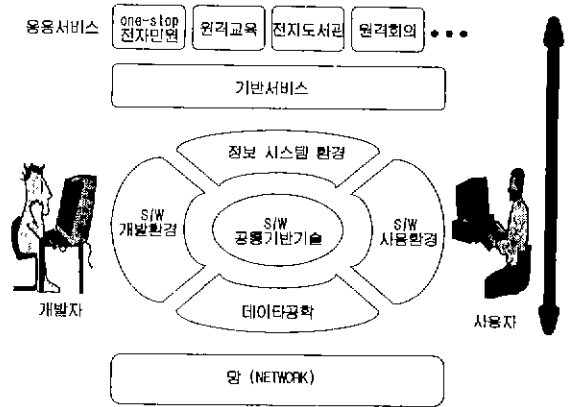 응용서비스
one-stop
전자민원
원격교육
전자도서관
원격회의
기반서비스
정보 시스템 환경
S/W
개발환경
S/W
공통기반기술
S/W
사용환경
데이타공학
개발자
사용자
망 (NETWORK)